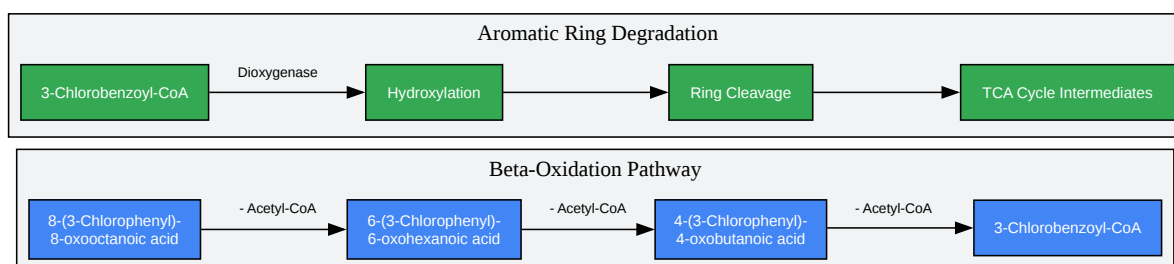 Aromatic Ring Degradation
Dioxygenase
3-Chlorobenzoyl-CoA
Hydroxylation
Ring Cleavage
TCA Cycle Intermediates
Beta-Oxidation Pathway
- Acetyl-CoA
- Acetyl-CoA
- Acetyl-CoA
8-(3-Chlorophenyl)-
8-oxooctanoic acid
6-(3-Chlorophenyl)-
6-oxohexanoic acid
4-(3-Chlorophenyl)-
4-oxobutanoic acid
3-Chlorobenzoyl-CoA